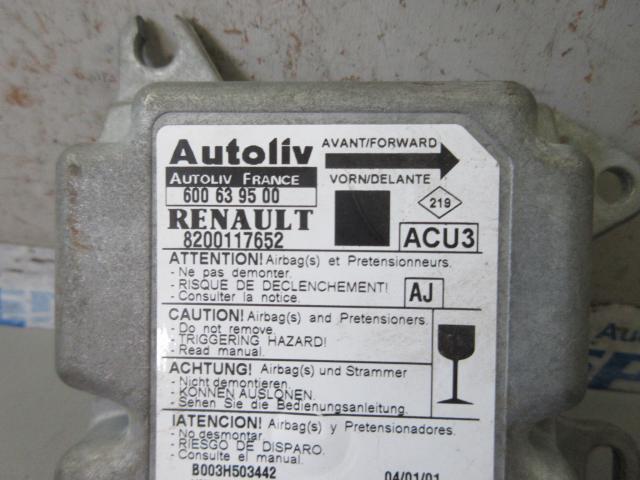 Autoliv
AVANT/FORWARD
AUTOLIV FRANCE
VORN/DELANTE
600 63 95 00
219
RENAULT
8200117652
ACU3
ATTENTION! Airbag(s) et Pretensionneurs.
- Ne pas demonter.
- RISQUE DE DECLENCHEMENT!
- Consulter la notice.
AJ
CAUTION! Airbag(s) and Pretensioners.
- Do not remove.
- TRIGGERING HAZARD!
- Read manual.
ACHTUNG! Airbag(s) und Strammer
- Nicht demontieren.
- KÖNNEN AUSLÖNEN.
- Sehen Sie die Bedienungsanleitung.
!ATENCION! Airbag(s) y Pretensionadores.
- No desmontar.
- RIESGO DE DISPARO.
- Consulte el manual.
B003H503442
04/01/01